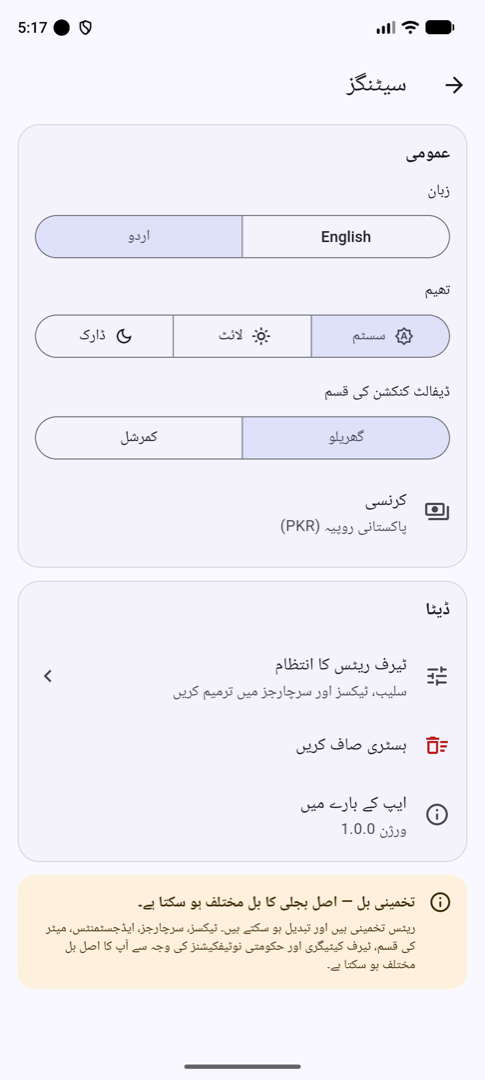 5:17
سیٹنگز
عمومی
زبان
English
اردو
تھیم
سسٹم
لائٹ
ڈارک
ڈیفالٹ کنکشن کی قسم
گھریلو
کمرشل
کرنسی
پاکستانی روپیہ (PKR)
ڈیٹا
ٹیرف ریٹس کا انتظام
سلیب، ٹیکسز اور سرچارجز میں ترمیم کریں
ہسٹری صاف کریں
ایپ کے بارے میں
ورژن 1.0.0
تخمینی بل — اصل بجلی کا بل مختلف ہو سکتا ہے۔
ریٹس تخمینی ہیں اور تبدیل ہو سکتے ہیں۔ ٹیکسز، سرچارجز، ایڈجسٹمنٹس، میٹر
کی قسم، ٹیرف کیٹیگری اور حکومتی نوٹیفکیشنز کی وجہ سے آپ کا اصل بل
مختلف ہو سکتا ہے۔